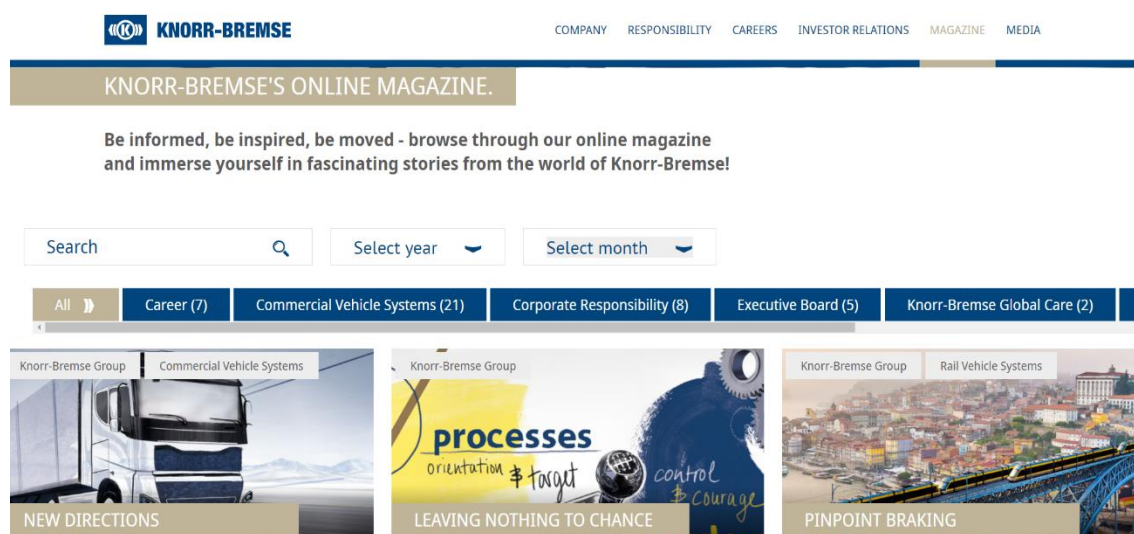 KNORR-BREMSE
COMPANY RESPONSIBILITY CAREERS INVESTOR RELATIONS MAGAZINE MEDIA
KNORR-BREMSE'S ONLINE MAGAZINE.
Be informed, be inspired, be moved - browse through our online magazine
and immerse yourself in fascinating stories from the world of Knorr-Bremse!
Search Select year Select month
All Career (7) Commercial Vehicle Systems (21) Corporate Responsibility (8) Executive Board (5) Knorr-Bremse Global Care (2)
Knorr-Bremse Group Commercial Vehicle Systems
NEW DIRECTIONS
Knorr-Bremse Group
processes
orientation & target
control
& courage
LEAVING NOTHING TO CHANCE
Knorr-Bremse Group Rail Vehicle Systems
PINPOINT BRAKING